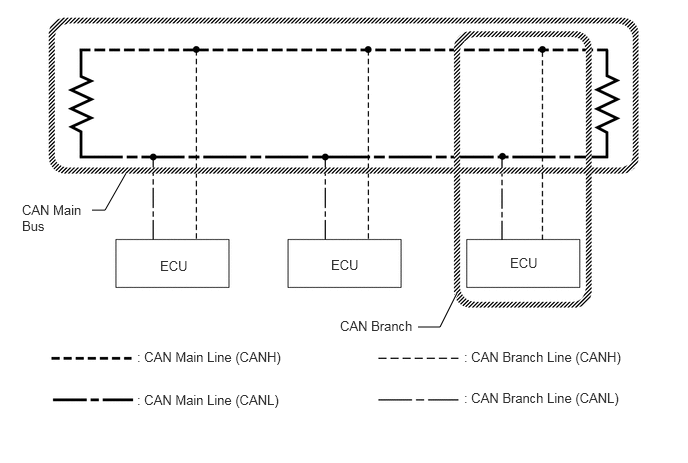 CAN Main
Bus
ECU
ECU
ECU
CAN Branch
: CAN Main Line (CANH)
: CAN Branch Line (CANH)
: CAN Main Line (CANL)
: CAN Branch Line (CANL)